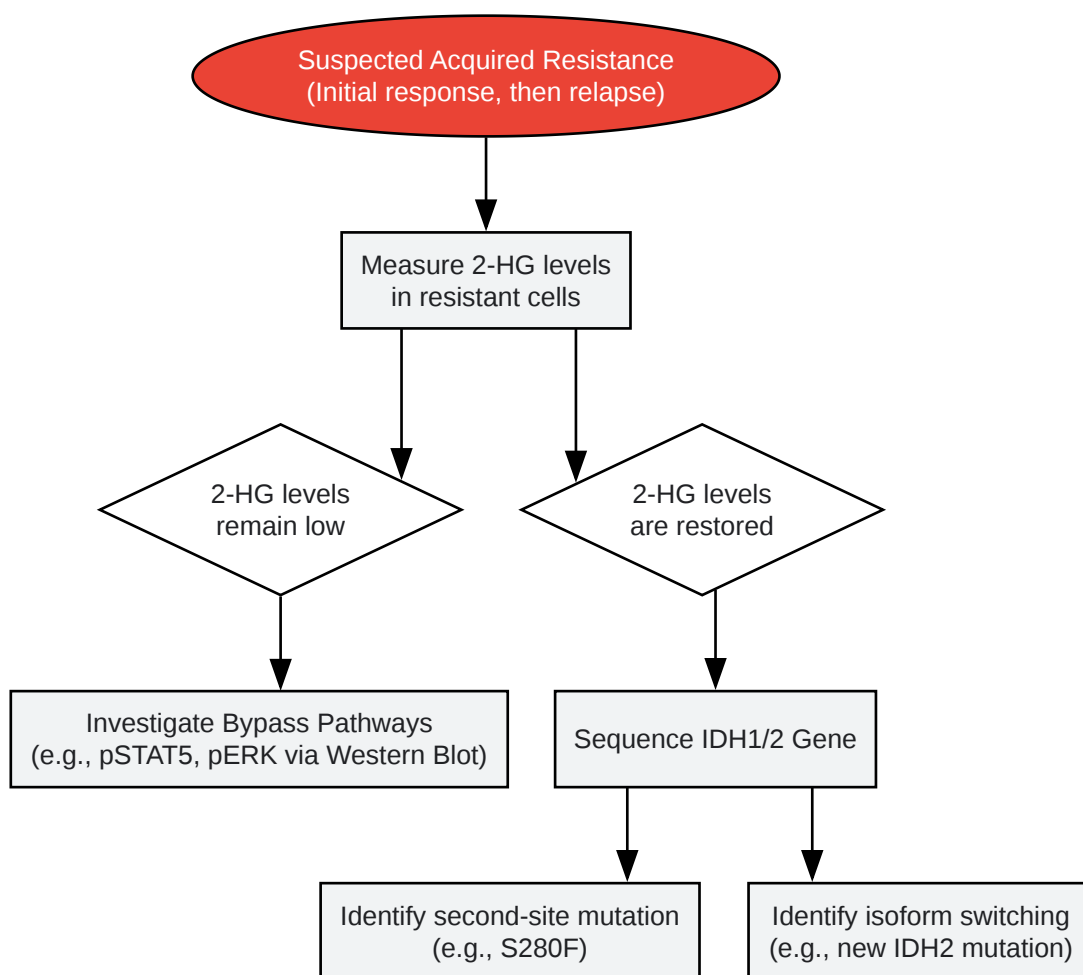 Suspected Acquired Resistance
(Initial response, then relapse)
Measure 2-HG levels
in resistant cells
2-HG levels
remain low
2-HG levels
are restored
Investigate Bypass Pathways
(e.g., pSTAT5, pERK via Western Blot)
Sequence IDH1/2 Gene
Identify second-site mutation
(e.g., S280F)
Identify isoform switching
(e.g., new IDH2 mutation)